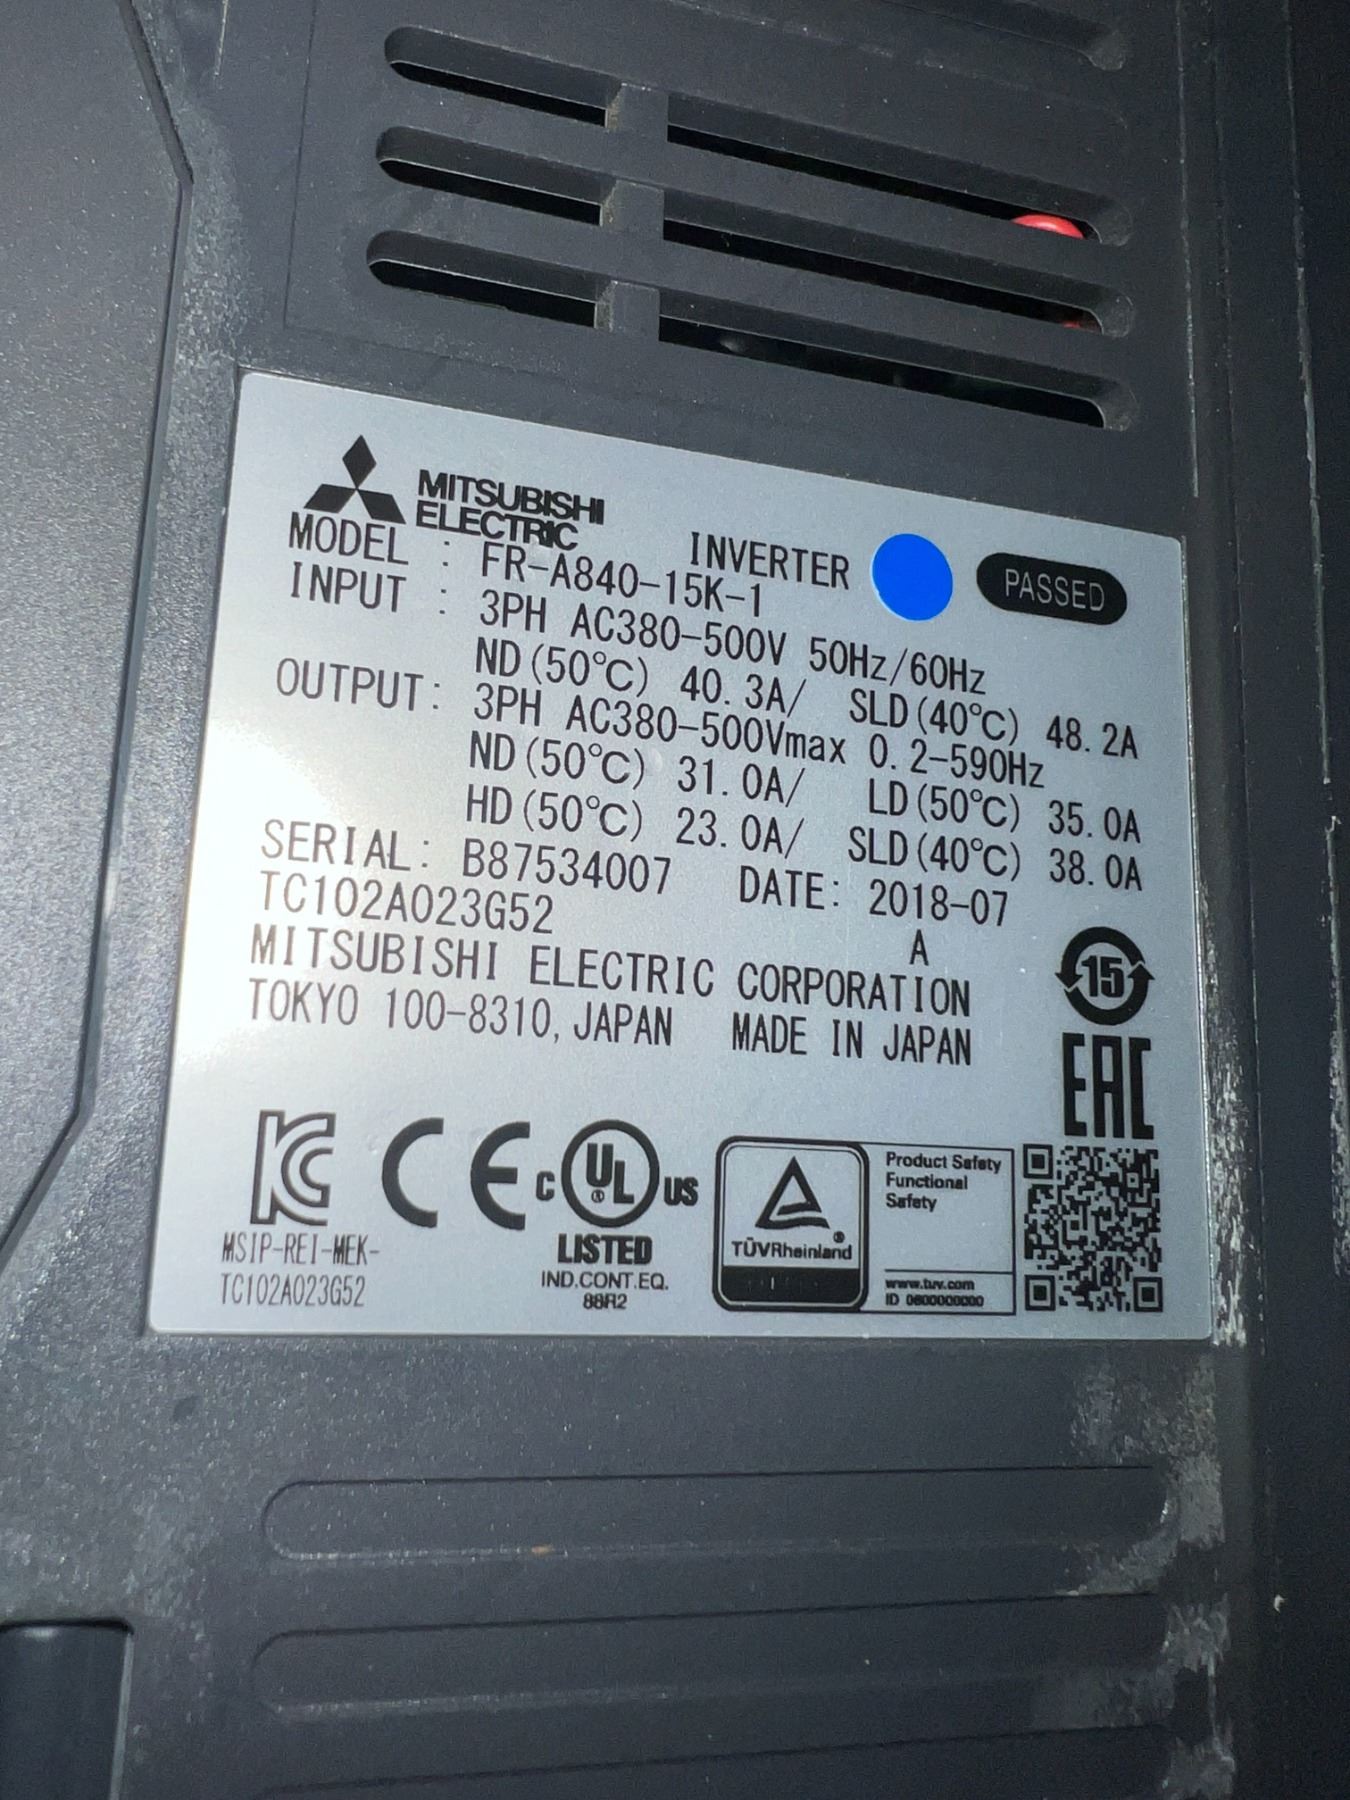 MITSUBISHI
ELECTRIC
INVERTER
PASSED
MODEL : FR-A840-15K-1
INPUT : 3PH AC380-500V 50Hz/60Hz
ND(50℃) 40.3A/ SLD(40℃) 48.2A
OUTPUT: 3PH AC380-500Vmax 0.2-590Hz
ND(50℃) 31.0A/ LD(50℃) 35.0A
HD(50℃) 23.0A/ SLD(40℃) 38.0A
SERIAL: B87534007 DATE: 2018-07
TC102A023G52 A
MITSUBISHI ELECTRIC CORPORATION
TOKYO 100-8310, JAPAN MADE IN JAPAN
15
EAC
KC
CE
C UL ® US
LISTED
IND.CONT.EQ.
88R2
MSIP-REI-MEK-
TC102A023G52
®
TÜVRheinland
Product Safety
Functional
Safety
www.tuv.com
ID 0600000000